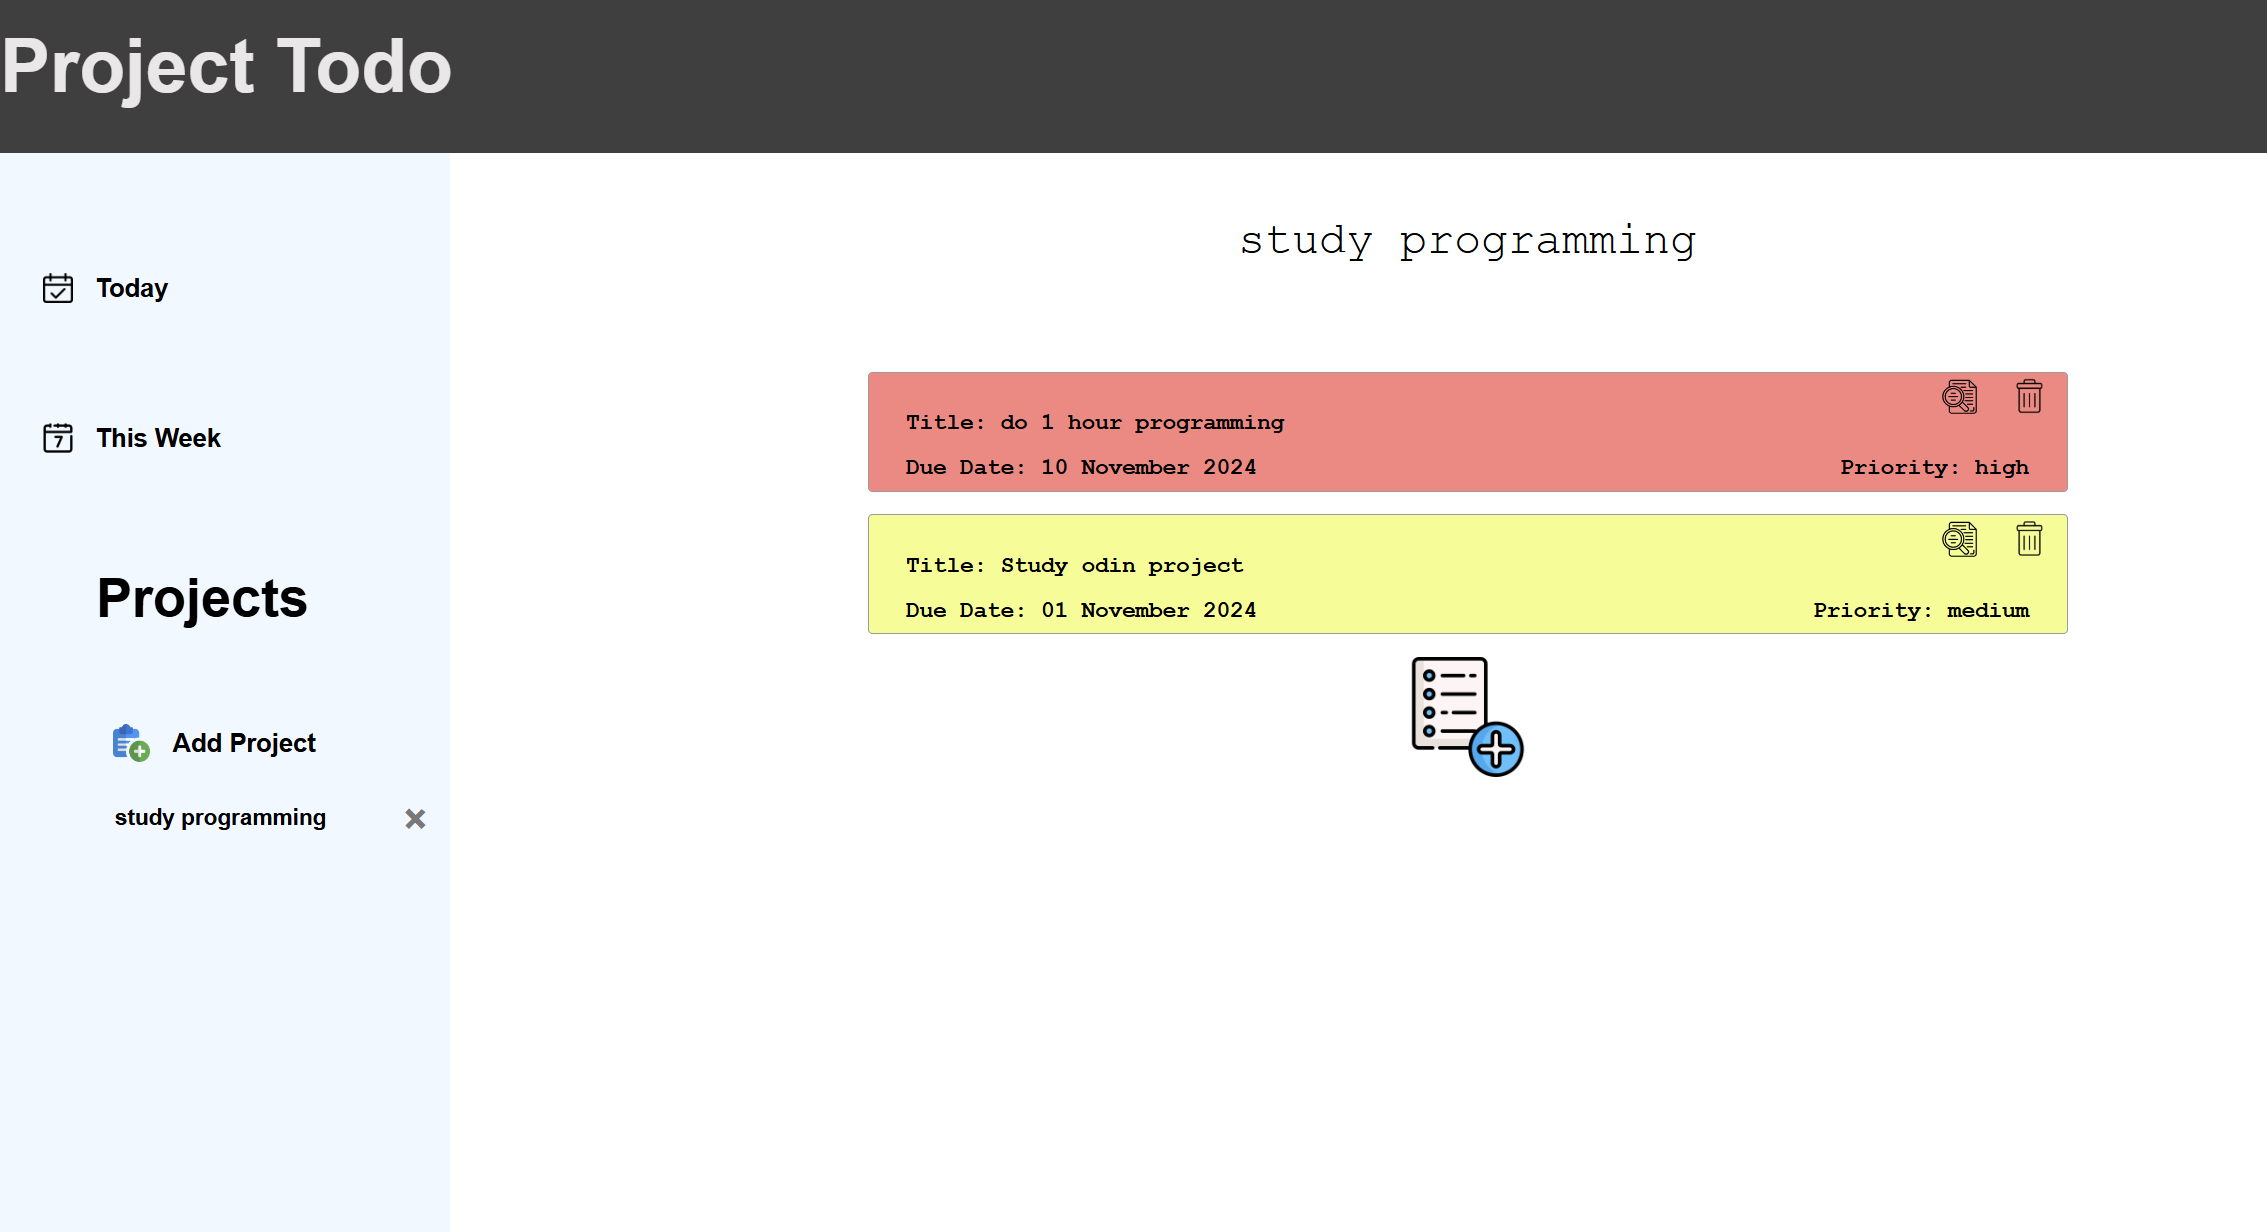 Project Todo
Today
7
This Week
Projects
Add Project
study programming
study programming
Title: do 1 hour programming
Due Date: 10 November 2024
Priority: high
Title: Study odin project
Due Date: 01 November 2024
Priority: medium